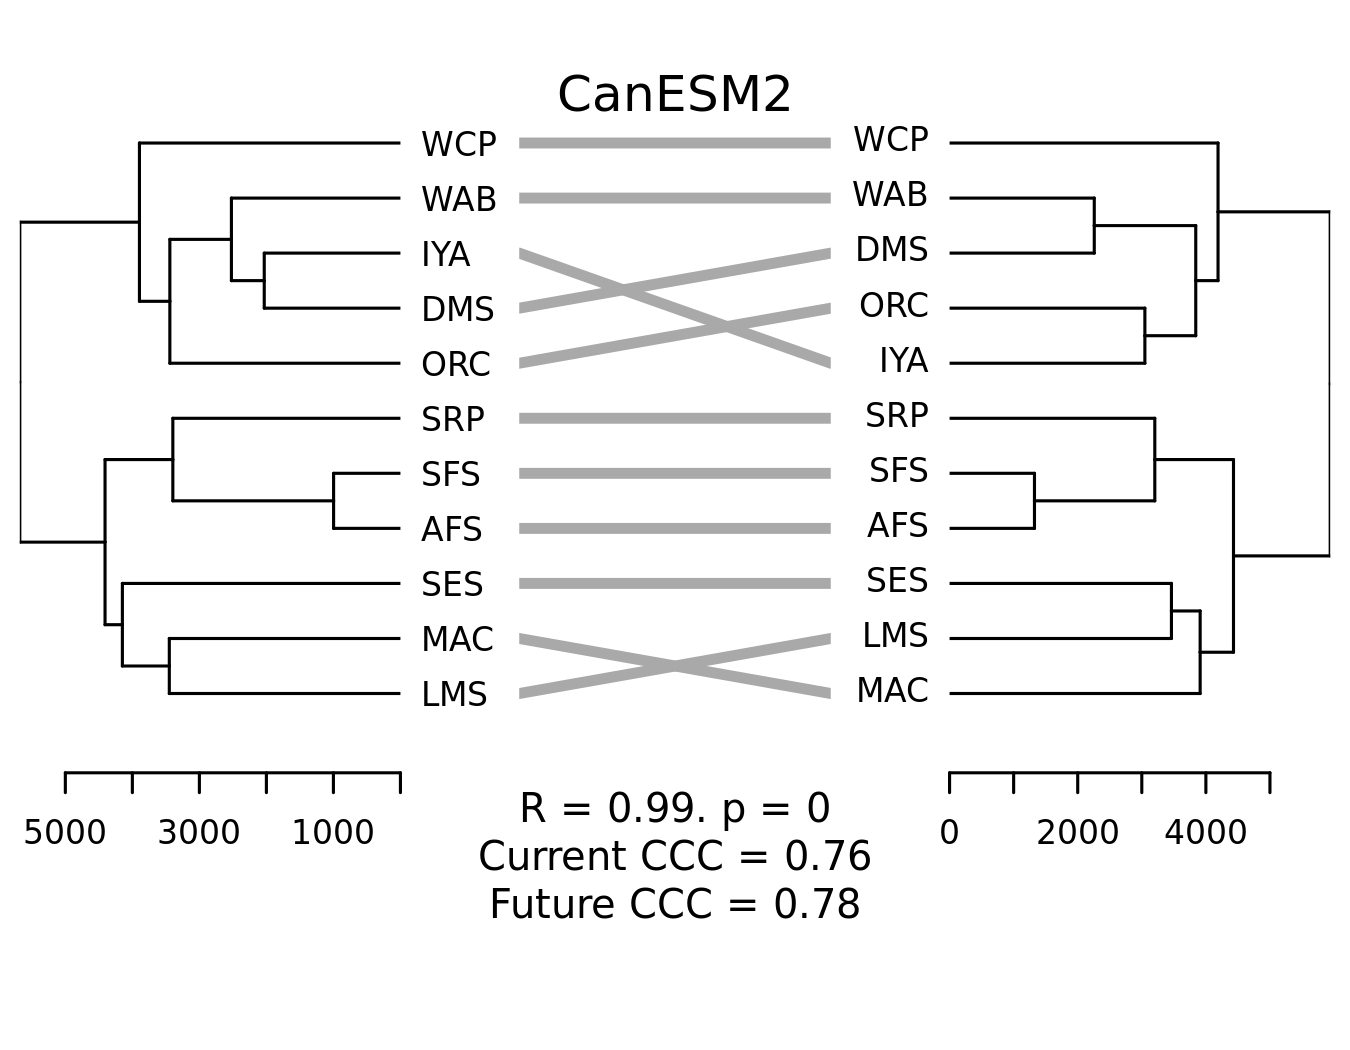 CanESM2
WCP WCP
WAB WAB
IYA DMS
DMS ORC
ORC IYA
SRP SRP
SFS SFS
AFS AFS
SES SES
MAC LMS
LMS MAC
5000 3000 1000 0 2000 4000
R = 0.99. p = 0
Current CCC = 0.76
Future CCC = 0.78